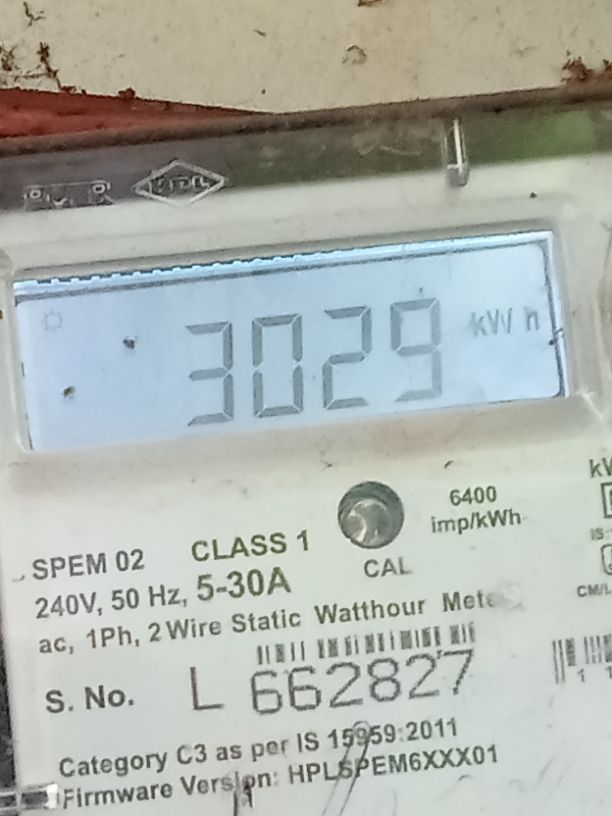 HPL
3029 kWh
6400
imp/kWh
SPEM 02 CLASS 1
CAL
240V, 50 Hz, 5-30A
ac, 1Ph, 2 Wire Static Watthour
S. No. L 662827
Category C3 as per IS 15959:2011
Firmware Version: HPLSPEM6XXX01